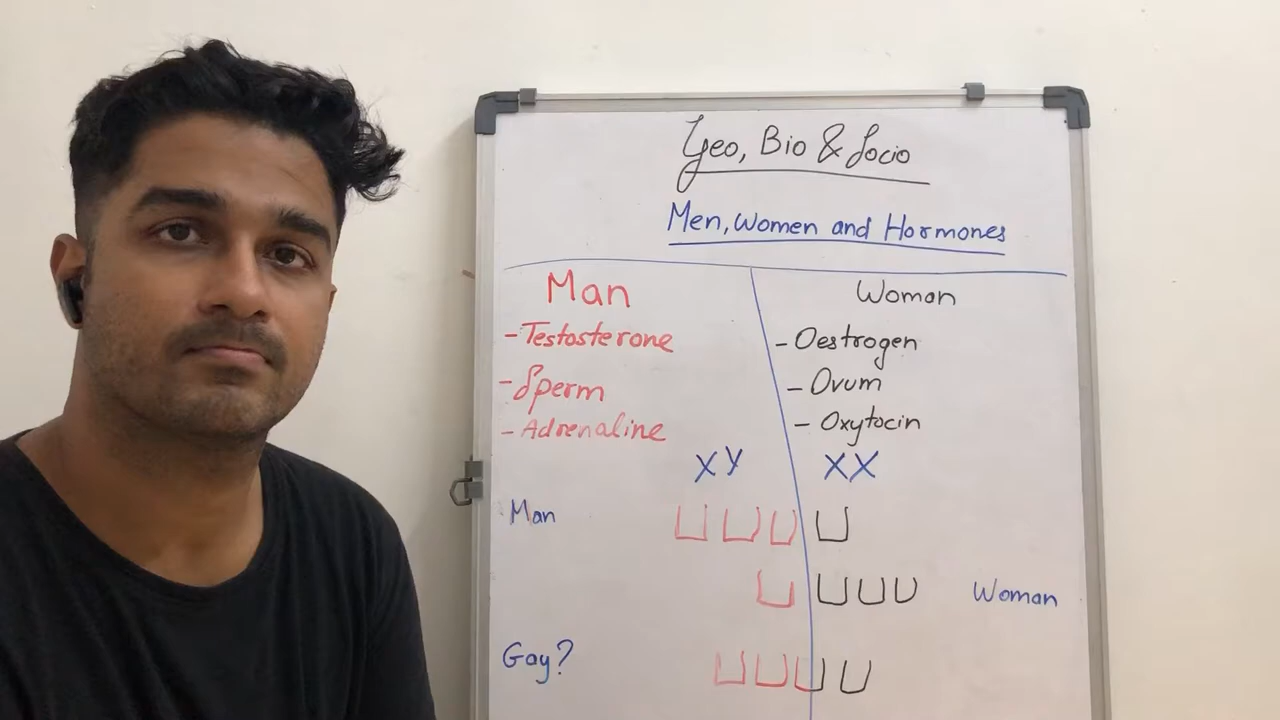 Geo, Bio & Socio
Men, Women and Hormones
Man
Woman
- Testosterone
- Oestrogen
- Sperm
- Ovum
- Adrenaline
- Oxytocin
XY
XX
Man
Woman
Gay?